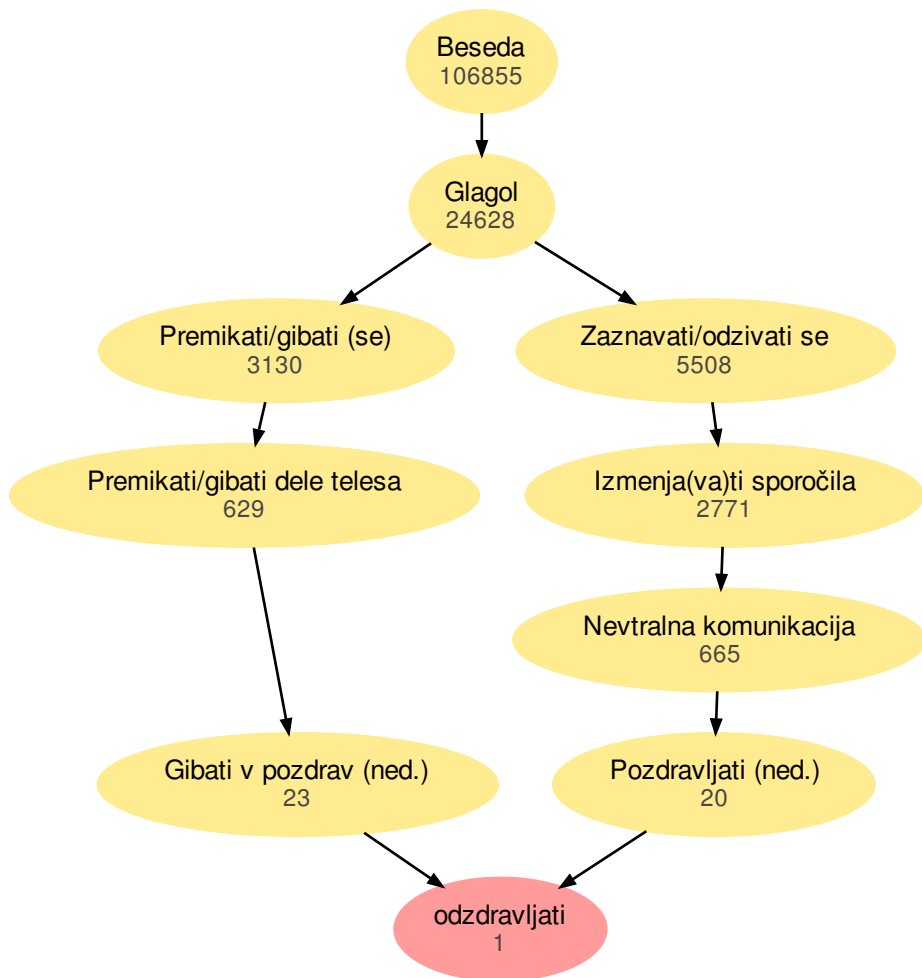 Beseda
106855
Glagol
24628
Premikati/gibati (se)
3130
Zaznavati/odzivati se
5508
Premikati/gibati dele telesa
629
Izmenja(va)ti sporočila
2771
Nevtralna komunikacija
665
Gibati v pozdrav (ned.)
23
Pozdravljati (ned.)
20
odzdravljati
1